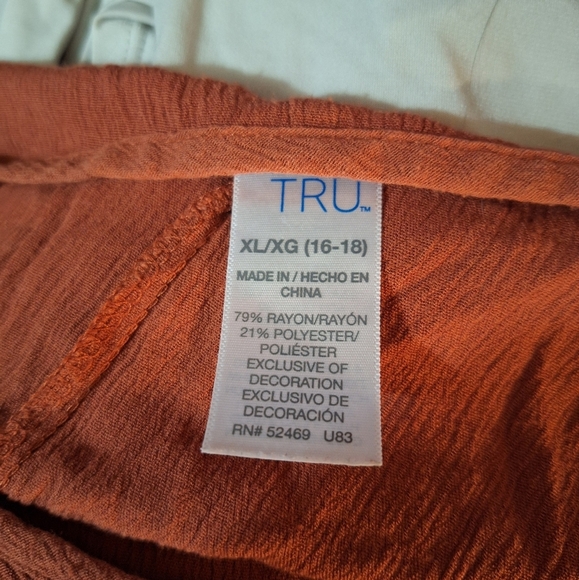 TRU™
XL/XG (16-18)
MADE IN / HECHO EN
CHINA
79% RAYON/RAYÓN
21% POLYESTER/
POLIÉSTER
EXCLUSIVE OF
DECORATION
EXCLUSIVO DE
DECORACIÓN
RN# 52469 U83